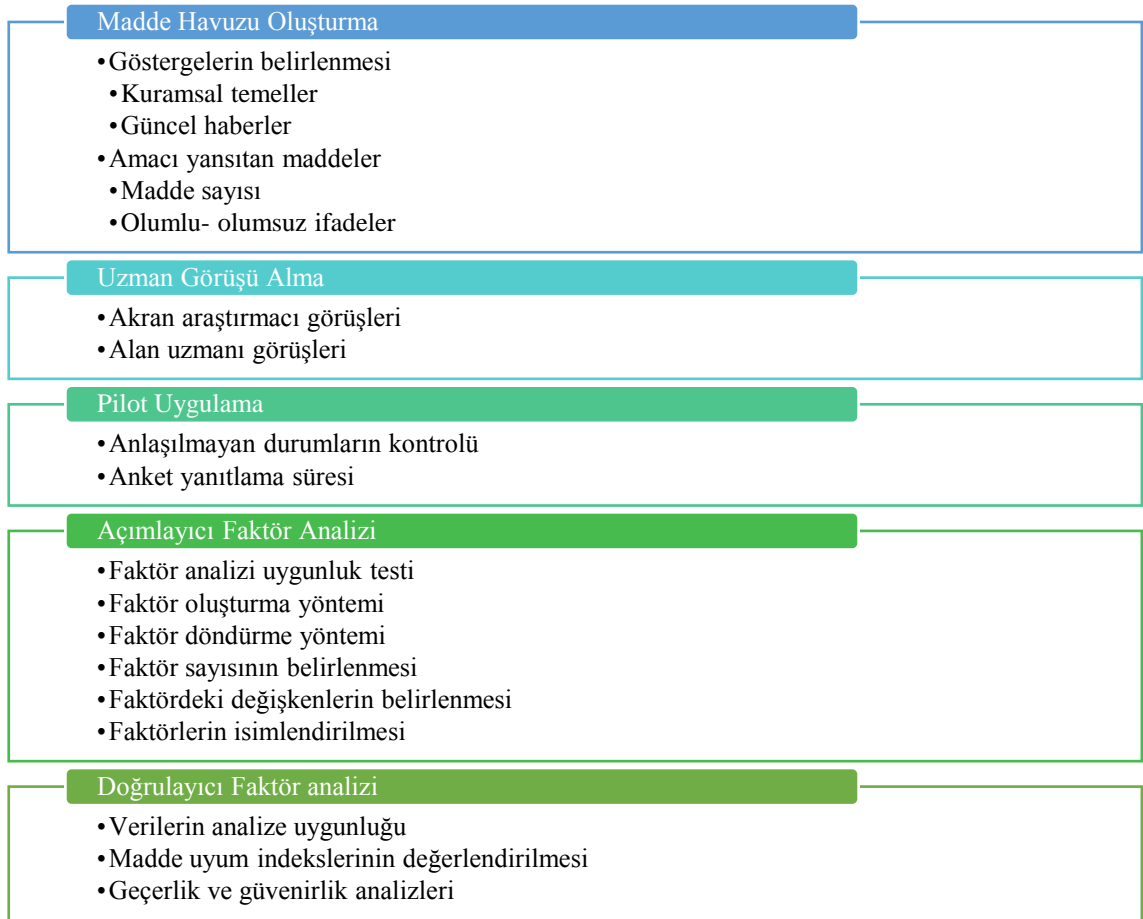 Madde Havuzu Oluşturma
•Göstergelerin belirlenmesi
•Kuramsal temeller
•Güncel haberler
•Amacı yansıtan maddeler
•Madde sayısı
•Olumlu- olumsuz ifadeler
Uzman Görüşü Alma
•Akran araştırmacı görüşleri
•Alan uzmanı görüşleri
Pilot Uygulama
•Anlaşılmayan durumların kontrolü
•Anket yanıtlama süresi
Açımlayıcı Faktör Analizi
•Faktör analizi uygunluk testi
•Faktör oluşturma yöntemi
•Faktör döndürme yöntemi
•Faktör sayısının belirlenmesi
•Faktördeki değişkenlerin belirlenmesi
•Faktörlerin isimlendirilmesi
Doğrulayıcı Faktör analizi
•Verilerin analize uygunluğu
•Madde uyum indekslerinin değerlendirilmesi
•Geçerlik ve güvenirlik analizleri